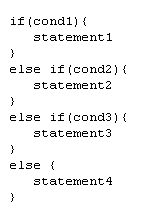 if(cond1){
   statement1
}
else if(cond2){
   statement2
}
else if(cond3){
   statement3
}
else {
   statement4
}